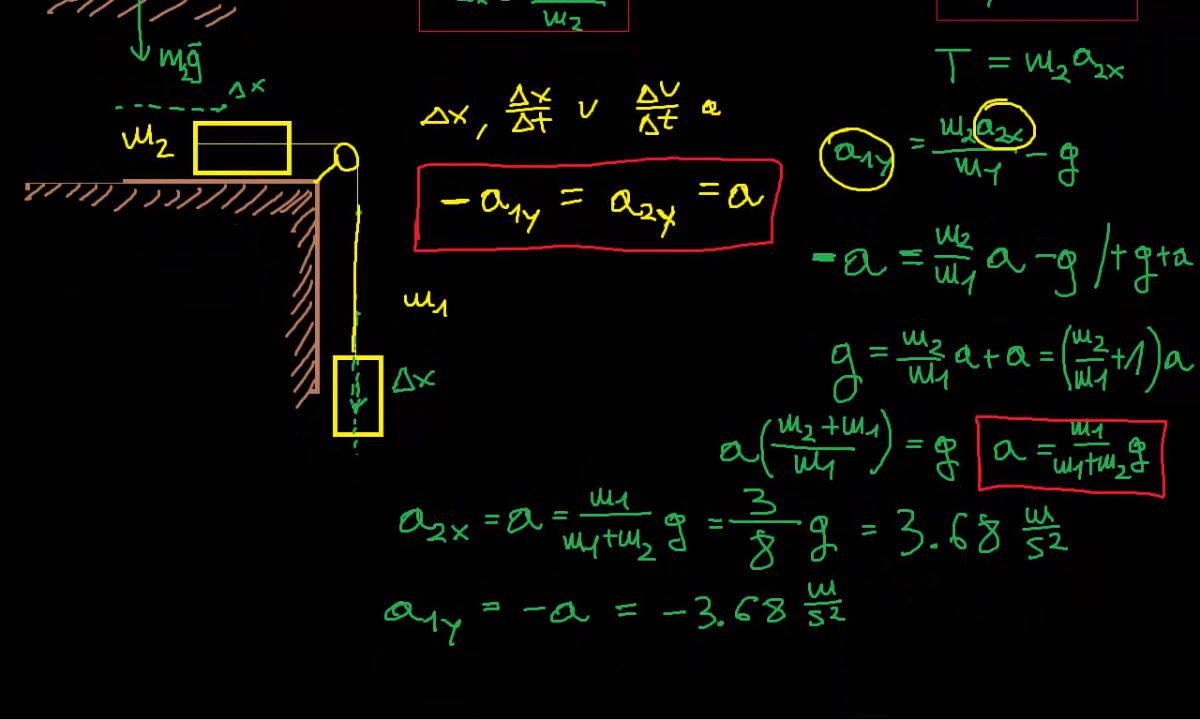 m₂
m₂g⃗
T = m₂a₂ₓ
Δx
Δx, Δx/Δt v Δv/Δt a
m₂
a₁y = m₂a₂ₓ/m₁ - g
-a₁y = a₂y = a
-a = m₂/m₁ a - g /+g+a
m₁
g = m₂/m₁ a + a = (m₂/m₁ + 1)a
Δx
a(m₂+m₁/m₁) = g a = m₁/m₁+m₂ g
a₂ₓ = a = m₁/m₁+m₂ g = 3/8 g = 3.68 m/s²
a₁y = -a = -3.68 m/s²